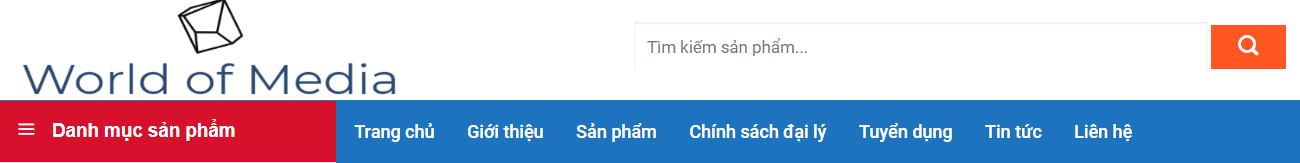 World of Media
Tìm kiếm sản phẩm...
Danh mục sản phẩm
Trang chủ Giới thiệu Sản phẩm Chính sách đại lý Tuyển dụng Tin tức Liên hệ